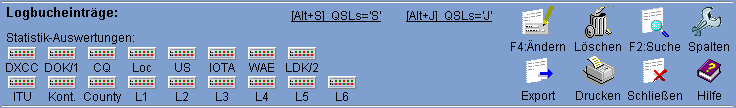 Logbucheinträge:
[Alt+S] QSLs='S' [Alt+J] QSLs='J'
Statistik-Auswertungen:
F4:Ändern Löschen F2:Suche Spalten
DXCC DOK/1 CQ Loc US IOTA WAE LDK/2
ITU Kont. County L1 L2 L3 L4 L5 L6
Export Drucken Schließen Hilfe